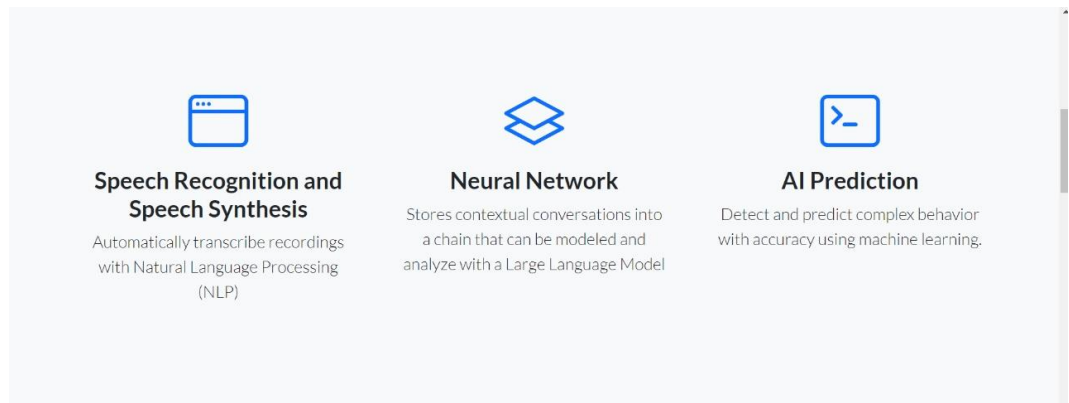 Speech Recognition and
Speech Synthesis
Automatically transcribe recordings
with Natural Language Processing
(NLP)
Neural Network
Stores contextual conversations into
a chain that can be modeled and
analyze with a Large Language Model
AI Prediction
Detect and predict complex behavior
with accuracy using machine learning.